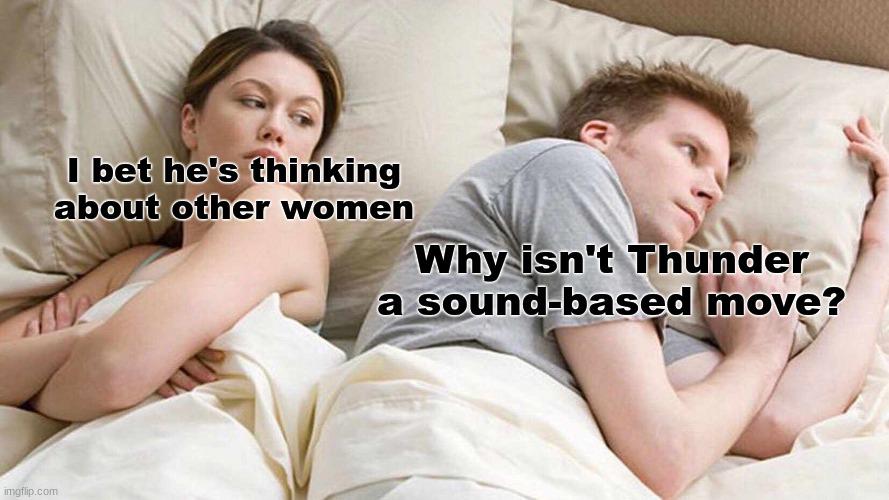 I bet he's thinking
about other women
Why isn't Thunder
a sound-based move?
imgflip.com